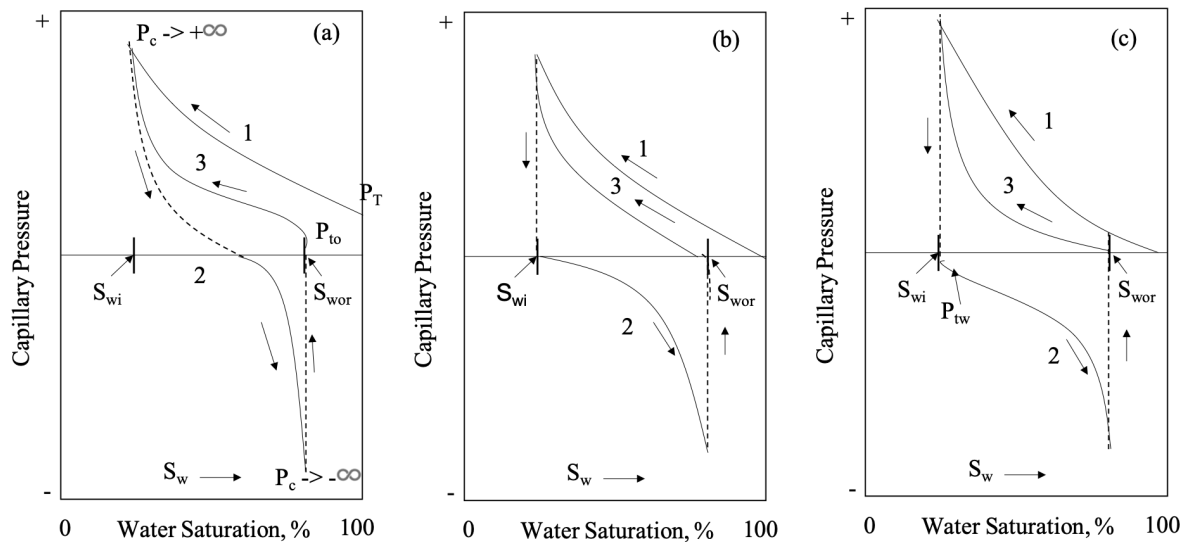 +
P_c -> +∞
(a)
1
3
P_T
P_to
2
S_wi
S_wor
S_w
P_c -> -∞
-
0
Water Saturation, %
100
Capillary Pressure
+
(b)
1
3
S_wi
S_wor
2
S_w
-
0
Water Saturation, %
100
Capillary Pressure
+
(c)
1
3
S_wi
S_wor
P_tw
2
S_w
-
0
Water Saturation, %
100
Capillary Pressure